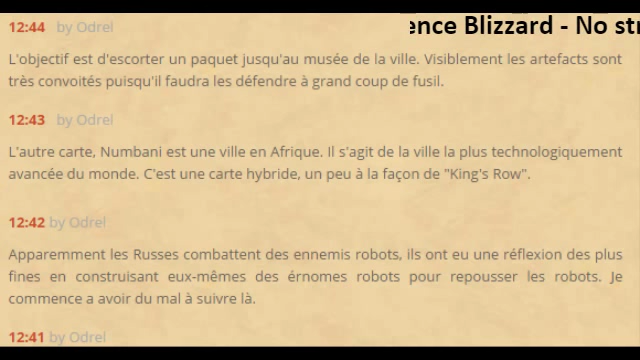 ence Blizzard - No str
12:44 by Odrel
L'objectif est d'escorter un paquet jusqu'au musée de la ville. Visiblement les artefacts sont
très convoités puisqu'il faudra les défendre à grand coup de fusil.
12:43 by Odrel
L'autre carte, Numbani est une ville en Afrique. Il s'agit de la ville la plus technologiquement
avancée du monde. C'est une carte hybride, un peu à la façon de "King's Row".
12:42 by Odrel
Apparemment les Russes combattent des ennemis robots, ils ont eu une réflexion des plus
fines en construisant eux-mêmes des érnomes robots pour repousser les robots. Je
commence a avoir du mal à suivre là.
12:41 by Odrel